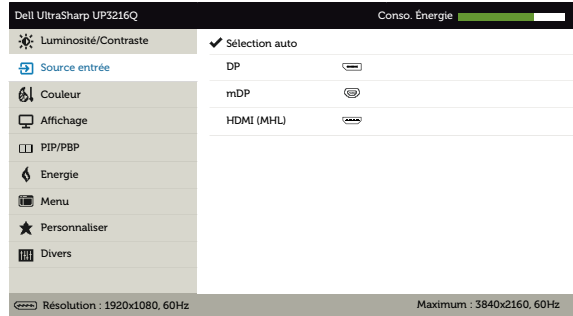 Dell UltraSharp UP3216Q Conso. Énergie
Luminosité/Contraste
Sélection auto
Source entrée
DP
Couleur
mDP
Affichage
HDMI (MHL)
PIP/PBP
Energie
Menu
Personnaliser
Divers
Résolution : 1920x1080, 60Hz Maximum : 3840x2160, 60Hz